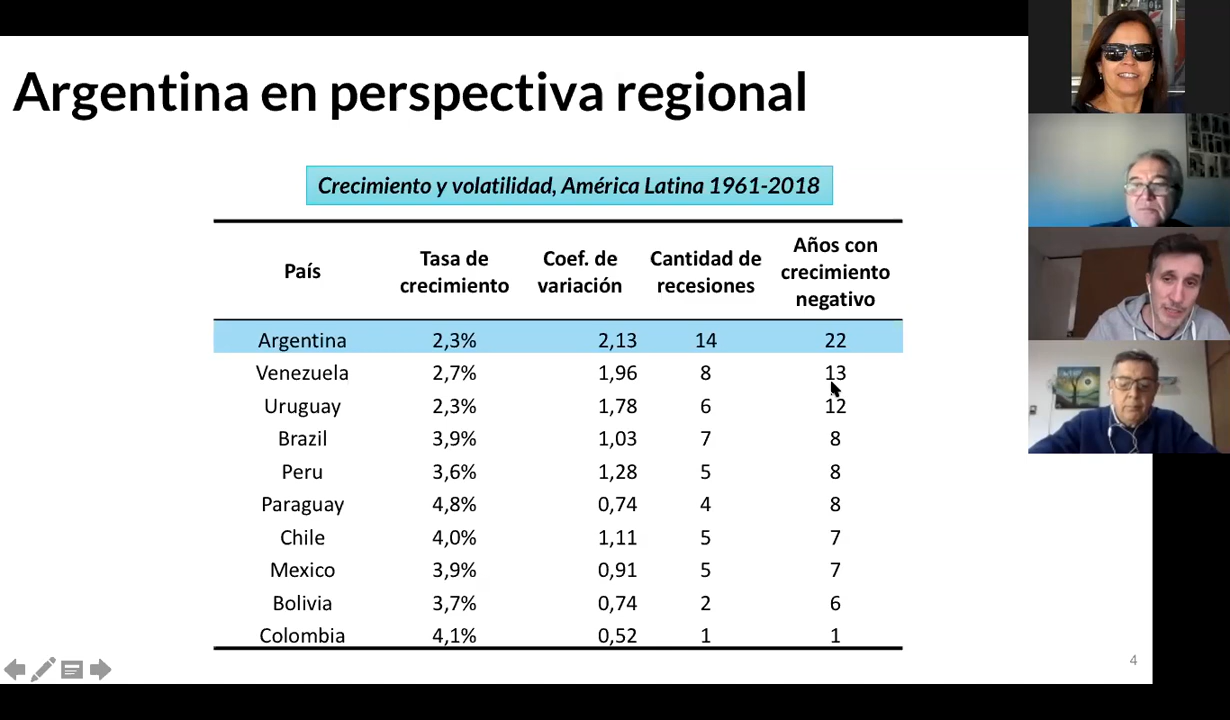 Argentina en perspectiva regional
Crecimiento y volatilidad, América Latina 1961-2018
País Tasa de crecimiento Coef. de variación Cantidad de recesiones Años con crecimiento negativo
Argentina 2,3% 2,13 14 22
Venezuela 2,7% 1,96 8 13
Uruguay 2,3% 1,78 6 12
Brazil 3,9% 1,03 7 8
Peru 3,6% 1,28 5 8
Paraguay 4,8% 0,74 4 8
Chile 4,0% 1,11 5 7
Mexico 3,9% 0,91 5 7
Bolivia 3,7% 0,74 2 6
Colombia 4,1% 0,52 1 1
4